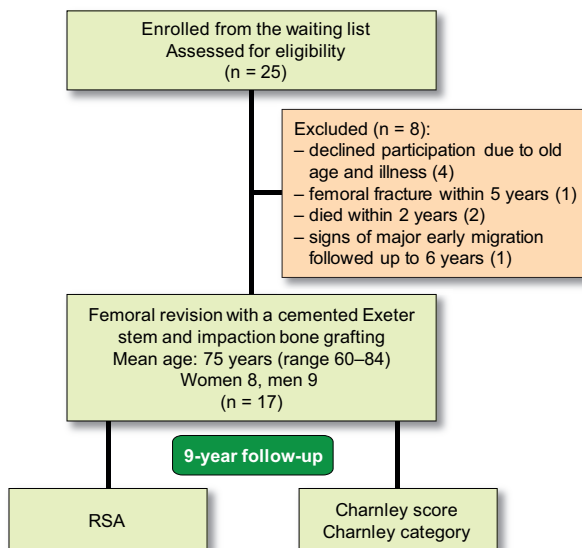 Enrolled from the waiting list
Assessed for eligibility
(n = 25)
Excluded (n = 8):
– declined participation due to old
age and illness (4)
– femoral fracture within 5 years (1)
– died within 2 years (2)
– signs of major early migration
followed up to 6 years (1)
Femoral revision with a cemented Exeter
stem and impaction bone grafting
Mean age: 75 years (range 60–84)
Women 8, men 9
(n = 17)
9-year follow-up
RSA
Charnley score
Charnley category